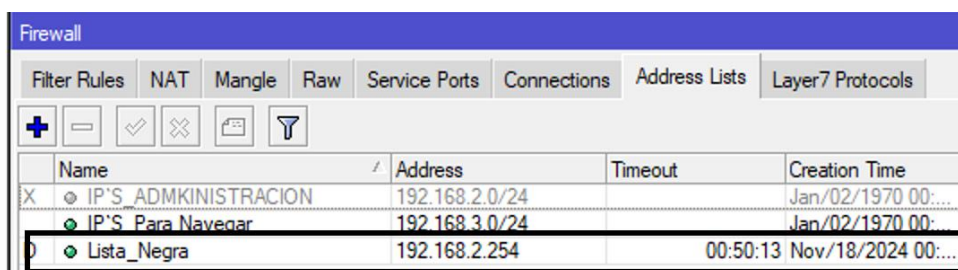 Firewall
Filter Rules NAT Mangle Raw Service Ports Connections Address Lists Layer7 Protocols
Name Address Timeout Creation Time
X IP`S_ADMKINISTRACION 192.168.2.0/24 Jan/02/1970 00:...
IP`S_Para Navegar 192.168.3.0/24 Jan/02/1970 00:...
D Lista_Negra 192.168.2.254 00:50:13 Nov/18/2024 00:...